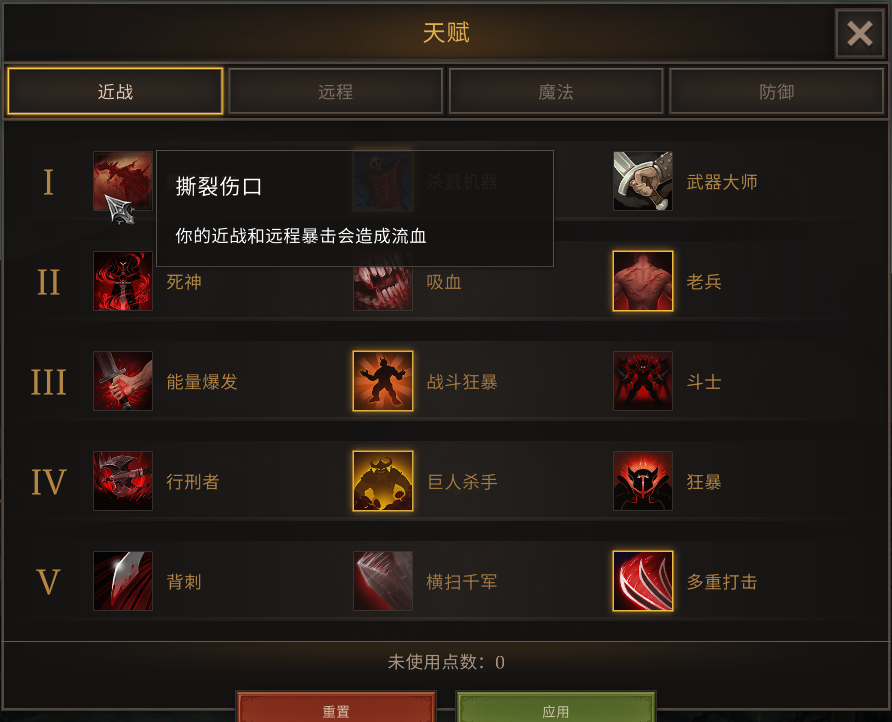 天赋
近战
远程
魔法
防御
I
杀戮机器
武器大师
撕裂伤口
你的近战和远程暴击会造成流血
II
死神
吸血
老兵
III
能量爆发
战斗狂暴
斗士
IV
行刑者
巨人杀手
狂暴
V
背刺
横扫千军
多重打击
未使用点数: 0
重置
应用